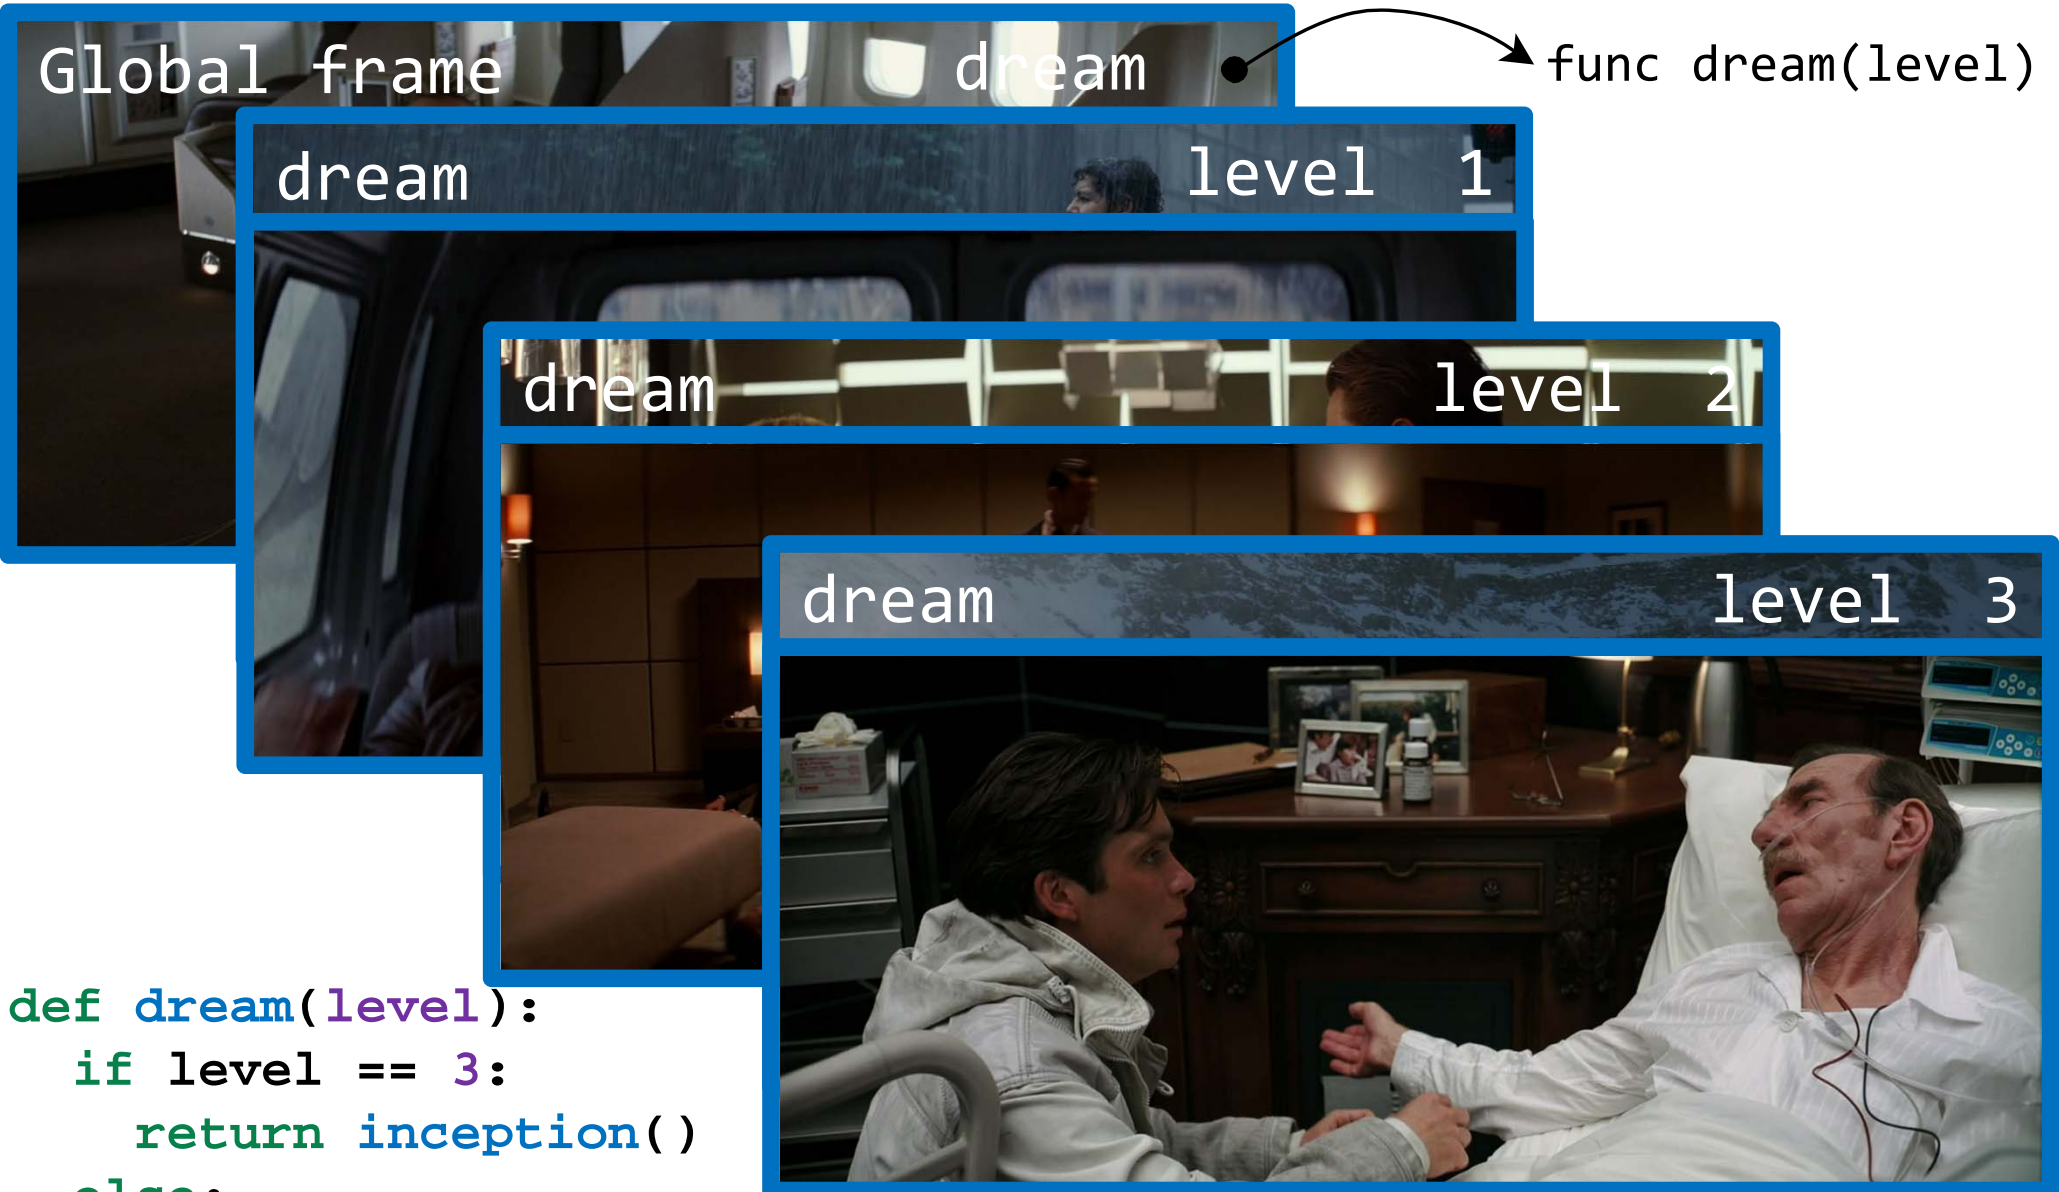 Global frame dream func dream(level)
dream level 1
dream level 2
dream level 3
def dream(level):
if level == 3:
return inception()
else: